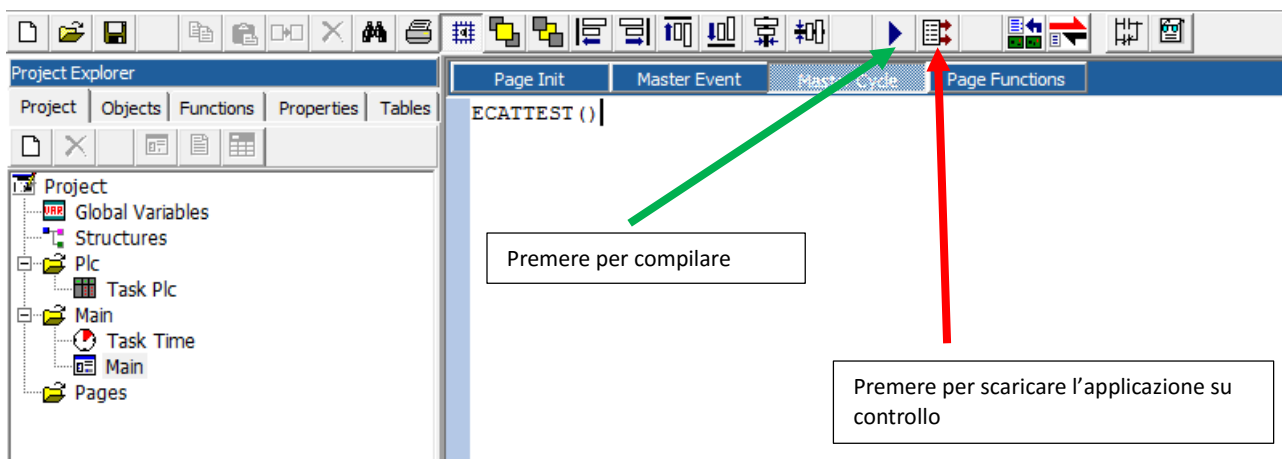 Project Explorer
Project Objects Functions Properties Tables
Project
VAR Global Variables
Structures
Plc
Task Plc
Main
Task Time
Main
Pages
Page Init Master Event Master Cycle Page Functions
ECATTEST()
Premere per compilare
Premere per scaricare l’applicazione su
controllo